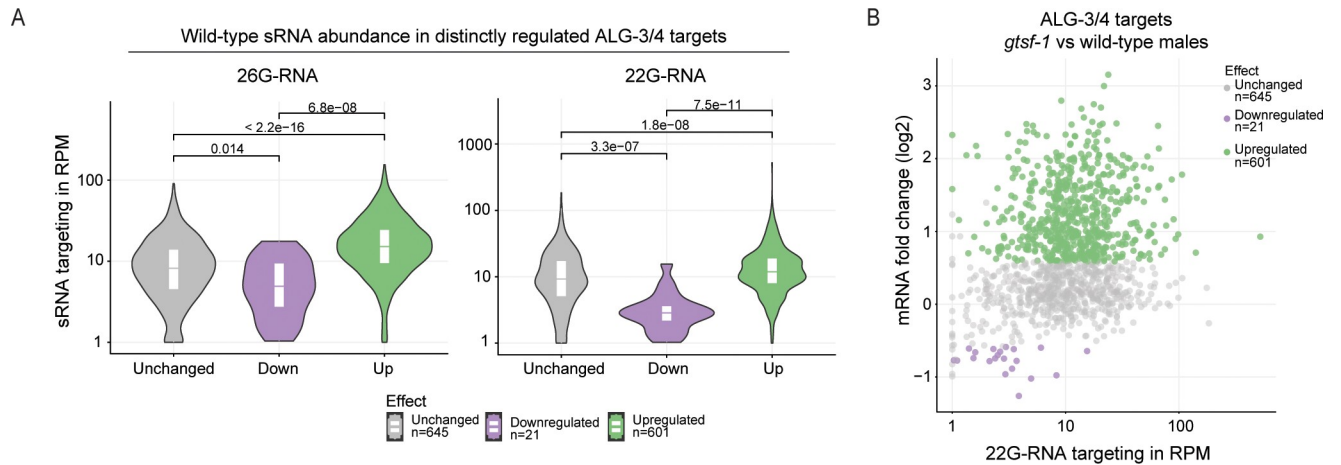 A
Wild-type sRNA abundance in distinctly regulated ALG-3/4 targets
26G-RNA
22G-RNA
sRNA targeting in RPM
100
10
1
6.8e-08
< 2.2e-16
0.014
Unchanged
Down
Up
1000
100
10
1
7.5e-11
1.8e-08
3.3e-07
Unchanged
Down
Up
Effect
Unchanged
n=645
Downregulated
n=21
Upregulated
n=601
B
ALG-3/4 targets
gtsf-1 vs wild-type males
mRNA fold change (log2)
3
2
1
0
−1
1
10
100
22G-RNA targeting in RPM
Effect
Unchanged
n=645
Downregulated
n=21
Upregulated
n=601